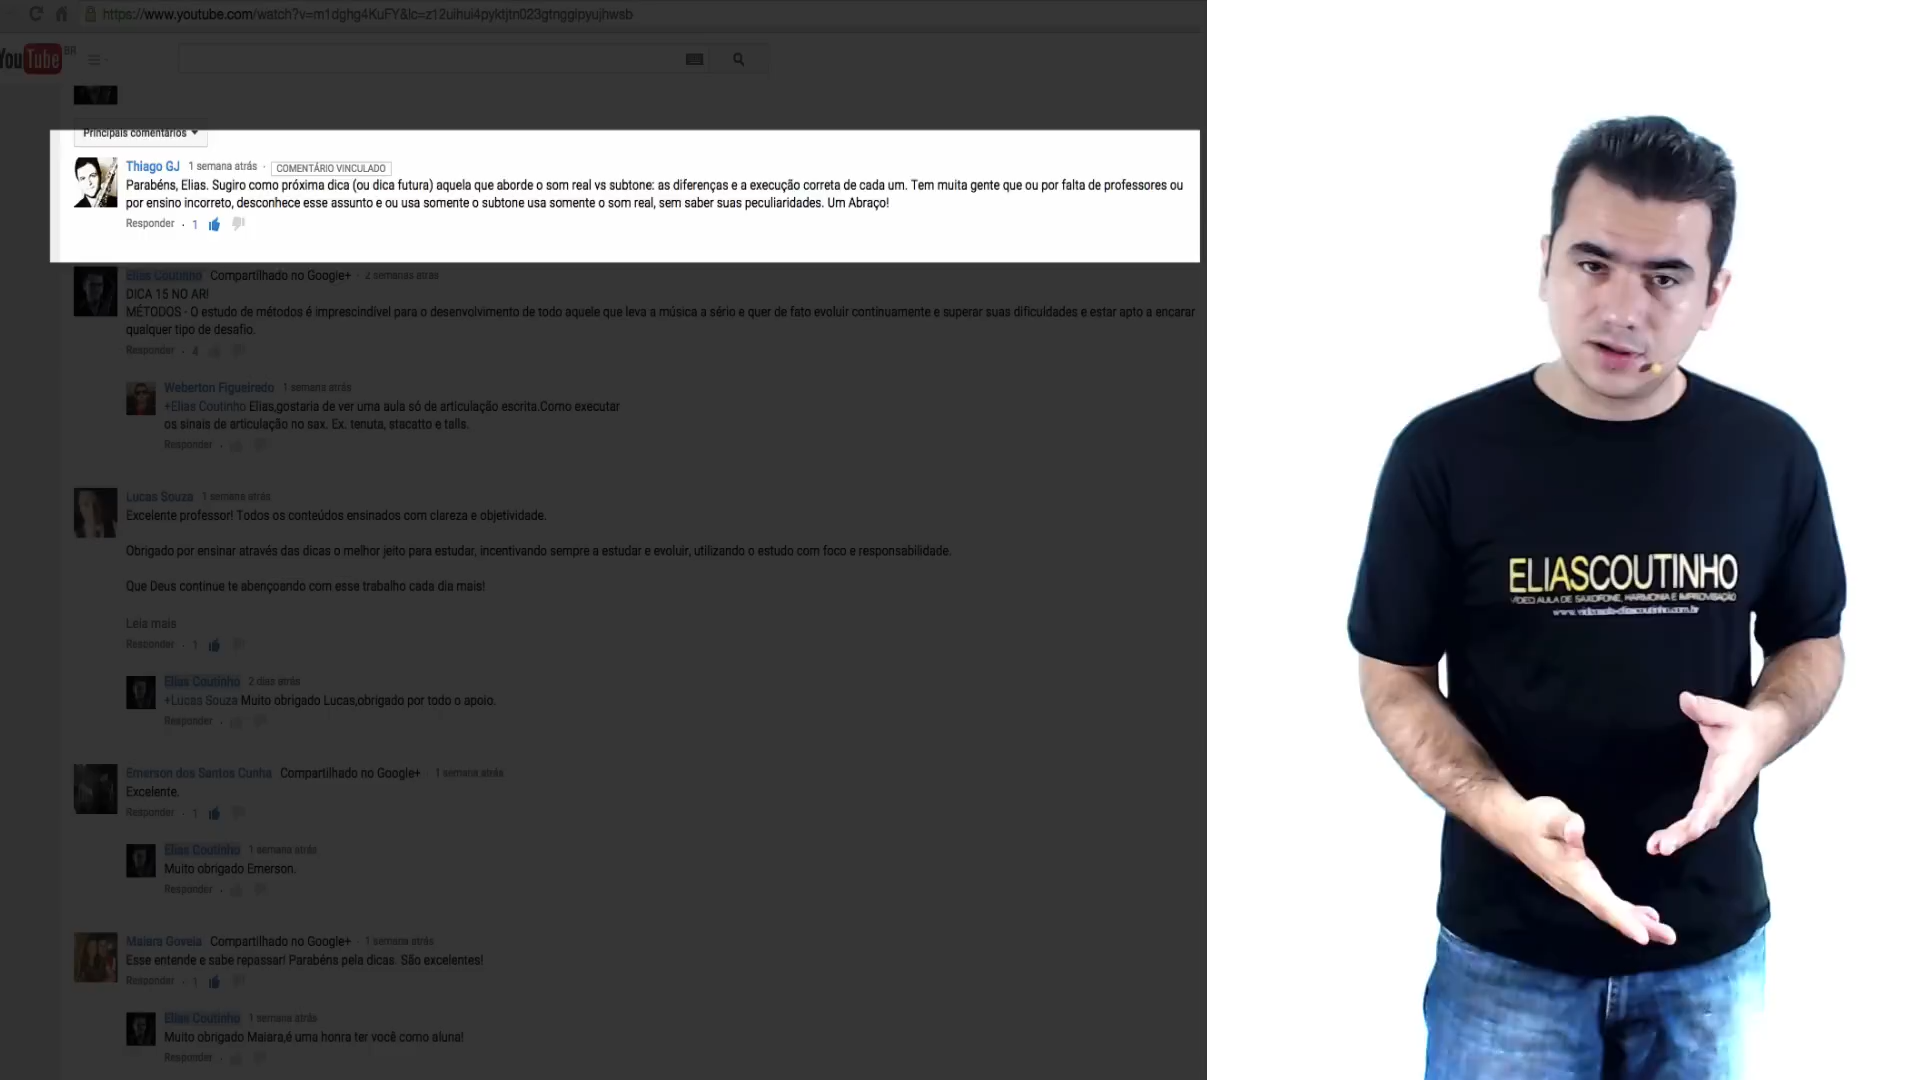 https://www.youtube.com/watch?v=m1dghg4KuFY&lc=z12uihui4pyktjtn023gtnggipyujhwsb
YouTube BR
Principais comentários
Thiago GJ 1 semana atrás · COMENTÁRIO VINCULADO
Parabéns, Elias. Sugiro como próxima dica (ou dica futura) aquela que aborde o som real vs subtone: as diferenças e a execução correta de cada um. Tem muita gente que ou por falta de professores ou
por ensino incorreto, desconhece esse assunto e ou usa somente o subtone usa somente o som real, sem saber suas peculiaridades. Um Abraço!
Responder · 1
Elias Coutinho Compartilhado no Google+ · 2 semanas atrás
DICA 15 NO AR!
MÉTODOS - O estudo de métodos é imprescindível para o desenvolvimento de todo aquele que leva a música a sério e quer de fato evoluir continuamente e superar suas dificuldades e estar apto a encarar
qualquer tipo de desafio.
Responder · 4
Weberton Figueiredo 1 semana atrás
+Elias Coutinho Elias,gostaria de ver uma aula só de articulação escrita.Como executar
os sinais de articulação no sax. Ex. tenuta, stacatto e talls.
Responder ·
Lucas Souza 1 semana atrás
Excelente professor! Todos os conteúdos ensinados com clareza e objetividade.
Obrigado por ensinar através das dicas o melhor jeito para estudar, incentivando sempre a estudar e evoluir, utilizando o estudo com foco e responsabilidade.
Que Deus continue te abençoando com esse trabalho cada dia mais!
Leia mais
Responder · 1
Elias Coutinho 2 dias atrás
+Lucas Souza Muito obrigado Lucas,obrigado por todo o apoio.
Responder ·
Emerson dos Santos Cunha Compartilhado no Google+ · 1 semana atrás
Excelente.
Responder · 1
Elias Coutinho 1 semana atrás
Muito obrigado Emerson.
Responder ·
Maiara Goveia Compartilhado no Google+ · 1 semana atrás
Esse entende e sabe repassar! Parabéns pela dicas. São excelentes!
Responder · 1
Elias Coutinho 1 semana atrás
Muito obrigado Maiara,é uma honra ter você como aluna!
Responder ·
ELIASCOUTINHO
VÍDEO AULA DE SAXOFONE, HARMONIA E IMPROVISAÇÃO